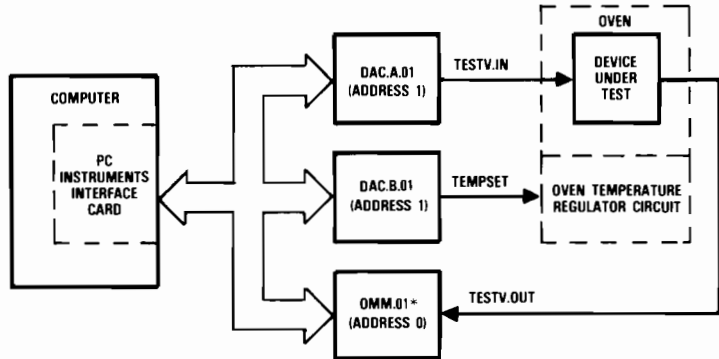 COMPUTER
PC
INSTRUMENTS
INTERFACE
CARD
DAC.A.01
(ADDRESS 1)
TESTV.IN
OVEN
DEVICE
UNDER
TEST
DAC.B.01
(ADDRESS 1)
TEMPSET
OVEN TEMPERATURE
REGULATOR CIRCUIT
OMM.01*
(ADDRESS 0)
TESTV.OUT